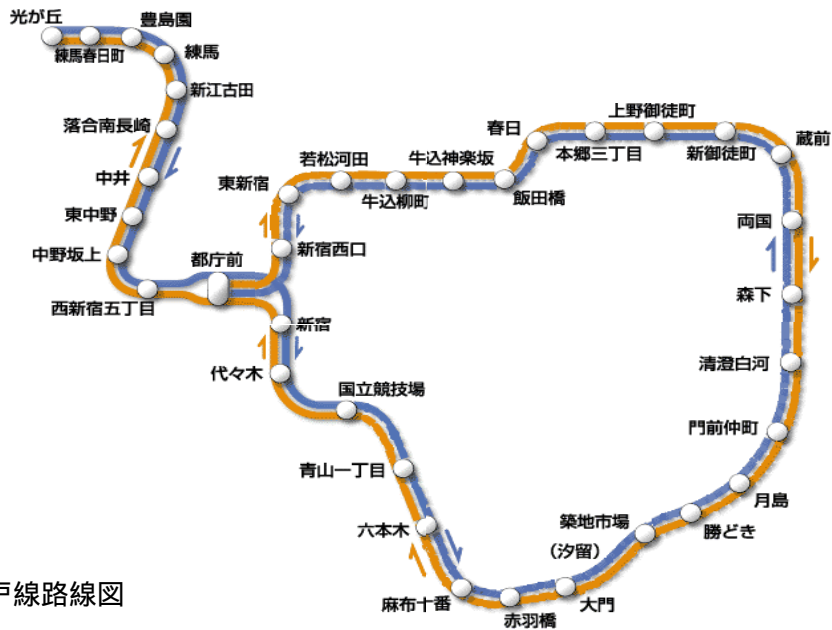 光が丘
練馬春日町
豊島園
練馬
新江古田
落合南長崎
中井
東中野
中野坂上
西新宿五丁目
都庁前
新宿西口
東新宿
若松河田
牛込柳町
牛込神楽坂
飯田橋
春日
本郷三丁目
上野御徒町
新御徒町
蔵前
両国
森下
清澄白河
門前仲町
月島
勝どき
築地市場
(汐留)
大門
赤羽橋
麻布十番
六本木
青山一丁目
国立競技場
代々木
新宿
戸線路線図